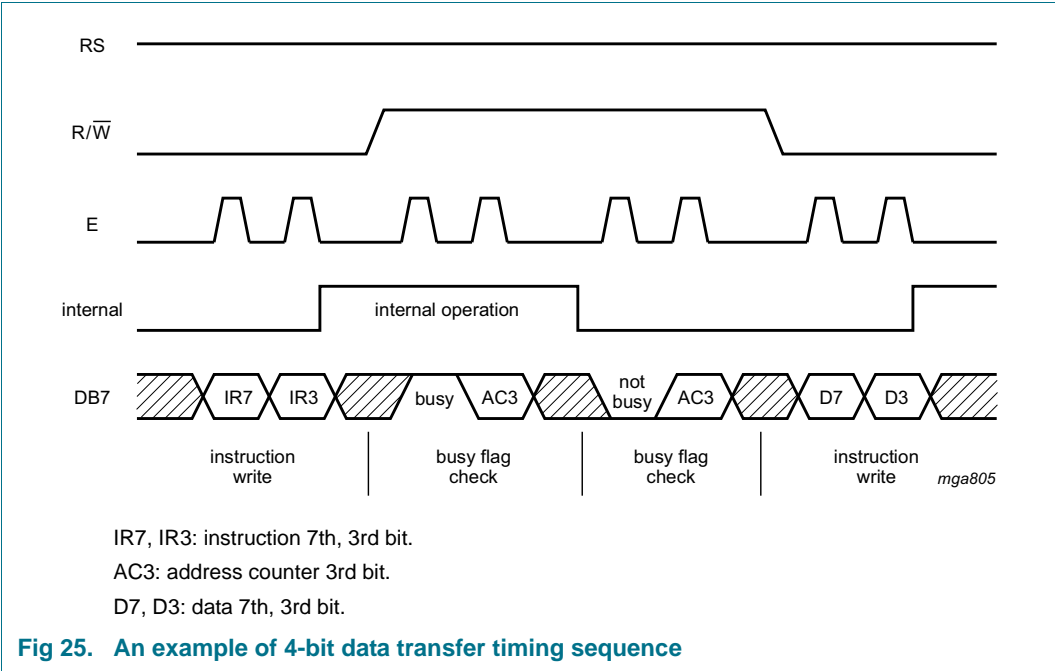 RS
R/W̅
E
internal
internal operation
DB7
IR7 IR3 busy AC3 not busy AC3 D7 D3
instruction write
busy flag check
busy flag check
instruction write
mga805
IR7, IR3: instruction 7th, 3rd bit.
AC3: address counter 3rd bit.
D7, D3: data 7th, 3rd bit.
Fig 25. An example of 4-bit data transfer timing sequence